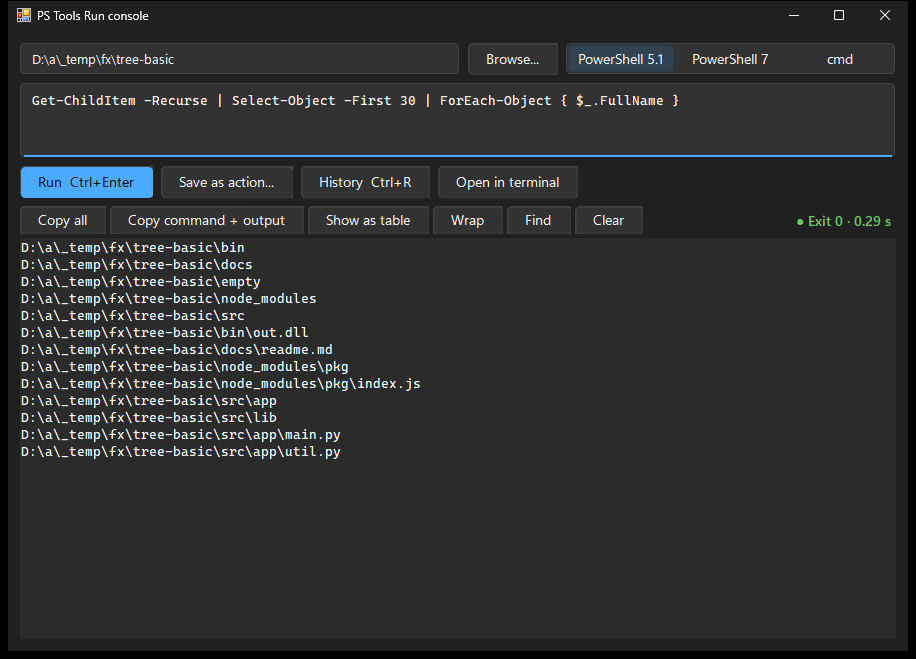 PS Tools Run console
D:\a\_temp\fx\tree-basic Browse... PowerShell 5.1 PowerShell 7 cmd
Get-ChildItem -Recurse | Select-Object -First 30 | ForEach-Object { $_.FullName }
Run Ctrl+Enter Save as action... History Ctrl+R Open in terminal
Copy all Copy command + output Show as table Wrap Find Clear ● Exit 0 · 0.29 s
D:\a\_temp\fx\tree-basic\bin
D:\a\_temp\fx\tree-basic\docs
D:\a\_temp\fx\tree-basic\empty
D:\a\_temp\fx\tree-basic\node_modules
D:\a\_temp\fx\tree-basic\src
D:\a\_temp\fx\tree-basic\bin\out.dll
D:\a\_temp\fx\tree-basic\docs\readme.md
D:\a\_temp\fx\tree-basic\node_modules\pkg
D:\a\_temp\fx\tree-basic\node_modules\pkg\index.js
D:\a\_temp\fx\tree-basic\src\app
D:\a\_temp\fx\tree-basic\src\lib
D:\a\_temp\fx\tree-basic\src\app\main.py
D:\a\_temp\fx\tree-basic\src\app\util.py